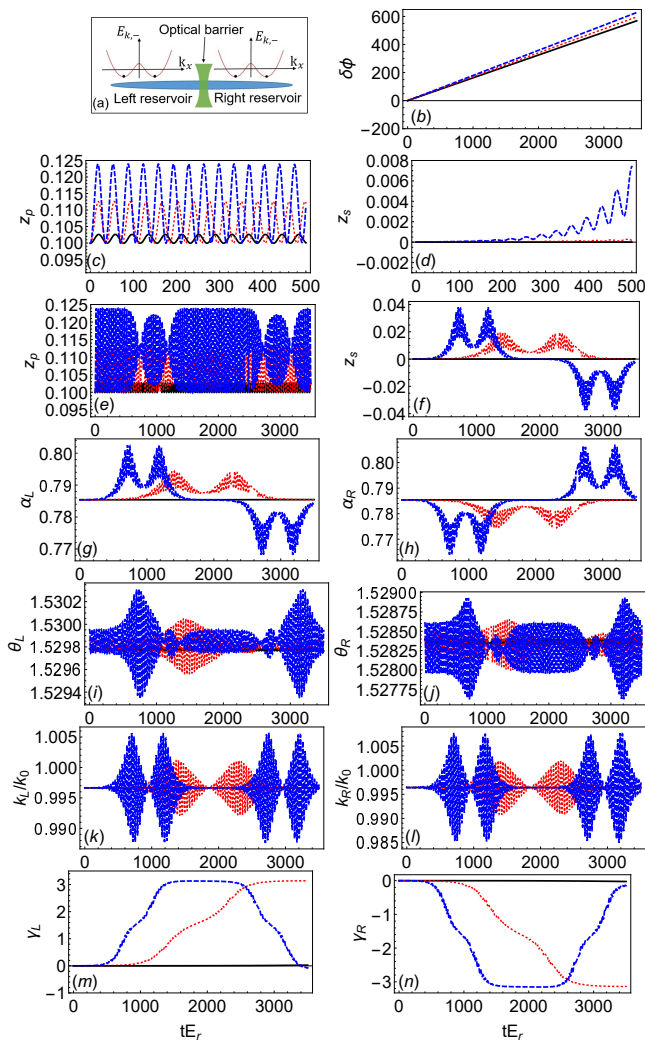 E_{k,-} Optical barrier E_{k,-}
k_x k_x
Left reservoir Right reservoir
(a)
600
400
200
0
−200
δϕ
(b)
0 1000 2000 3000
0.125
0.120
0.115
0.110
0.105
0.100
0.095
z_p
(c)
0 100 200 300 400 500
0.008
0.006
0.004
0.002
0
−0.002
z_s
(d)
0 100 200 300 400 500
0.125
0.120
0.115
0.110
0.105
0.100
0.095
z_p
(e)
0 1000 2000 3000
0.04
0.02
0
−0.02
−0.04
z_s
(f)
0 1000 2000 3000
0.80
0.79
0.78
0.77
α_L
(g)
0 1000 2000 3000
0.80
0.79
0.78
0.77
α_R
(h)
0 1000 2000 3000
1.5302
1.5300
1.5298
1.5296
1.5294
θ_L
(i)
0 1000 2000 3000
1.52900
1.52885
1.52850
1.52800
1.52765
θ_R
(j)
0 1000 2000 3000
1.005
1.000
0.995
0.990
k_L/k_0
(k)
0 1000 2000 3000
1.005
1.000
0.995
0.990
0.985
k_R/k_0
(l)
0 1000 2000 3000
3
2
1
0
−1
γ_L
(m)
0 1000 2000 3000
tE_r
0
−1
−2
−3
γ_R
(n)
0 1000 2000 3000
tE_r